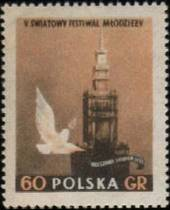 V ŚWIATOWY FESTIWAL MŁODZIEŻY
60 POLSKA GR